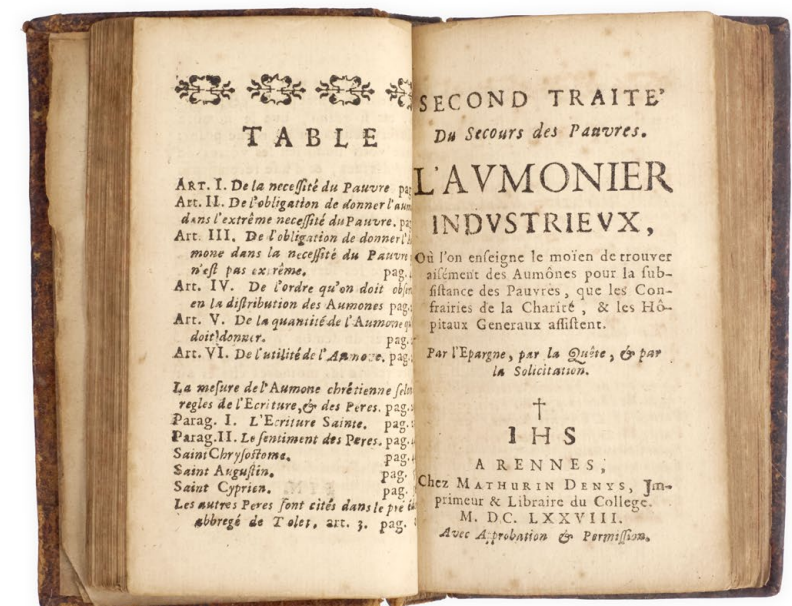 TABLE
ART. I. De la necessité du Pauvre
Art. II. De l'obligation de donner
dans l'extrême necessité du Pauvre.
Art. III. De l'obligation de donner
mone dans la necessité du Pauvre
n'est pas extrême. pag.
Art. IV. De l'ordre qu'on doit
en la distribution des Aumones pag.
Art. V. De la quantité de l'Aumone
doit donner. pag.
Art. VI. De l'utilité de l' pag.
La mesure de l'Aumone chrétienne
regles de l'Ecriture, & des Peres. pag.
Parag. I. L'Ecriture Sainte. pag.
Parag. II. Le sentiment des Peres. pag.
Saint Chrysostome. pag.
Saint Augustin. pag.
Saint Cyprien. pag.
Les autres Peres sont cités dans le
abbregé de Tolet, art. 3. pag.
SECOND TRAITE'
Du Secours des Pauvres.
L'AVMONIER
INDVSTRIEVX,
Où l'on enseigne le moïen de trouver
aisément des Aumônes pour la sub-
sistance des Pauvres, que les Con-
frairies de la Charité, & les Hô-
pitaux Generaux assistent.
Par l'Epargne, par la Quête, & par
la Solicitation.
IHS
A RENNES,
Chez MATHURIN DENYS, Im-
primeur & Libraire du College.
M. DC. LXXVIII.
Avec Approbation & Permission.